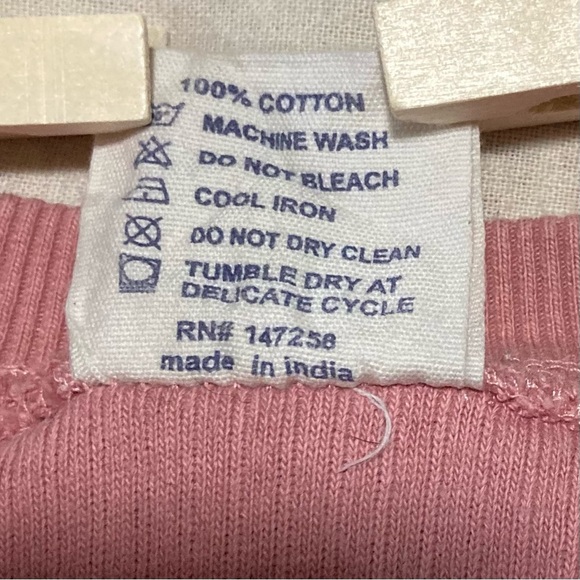 100% COTTON
MACHINE WASH
DO NOT BLEACH
COOL IRON
DO NOT DRY CLEAN
TUMBLE DRY AT
DELICATE CYCLE
RN# 147258
made in india